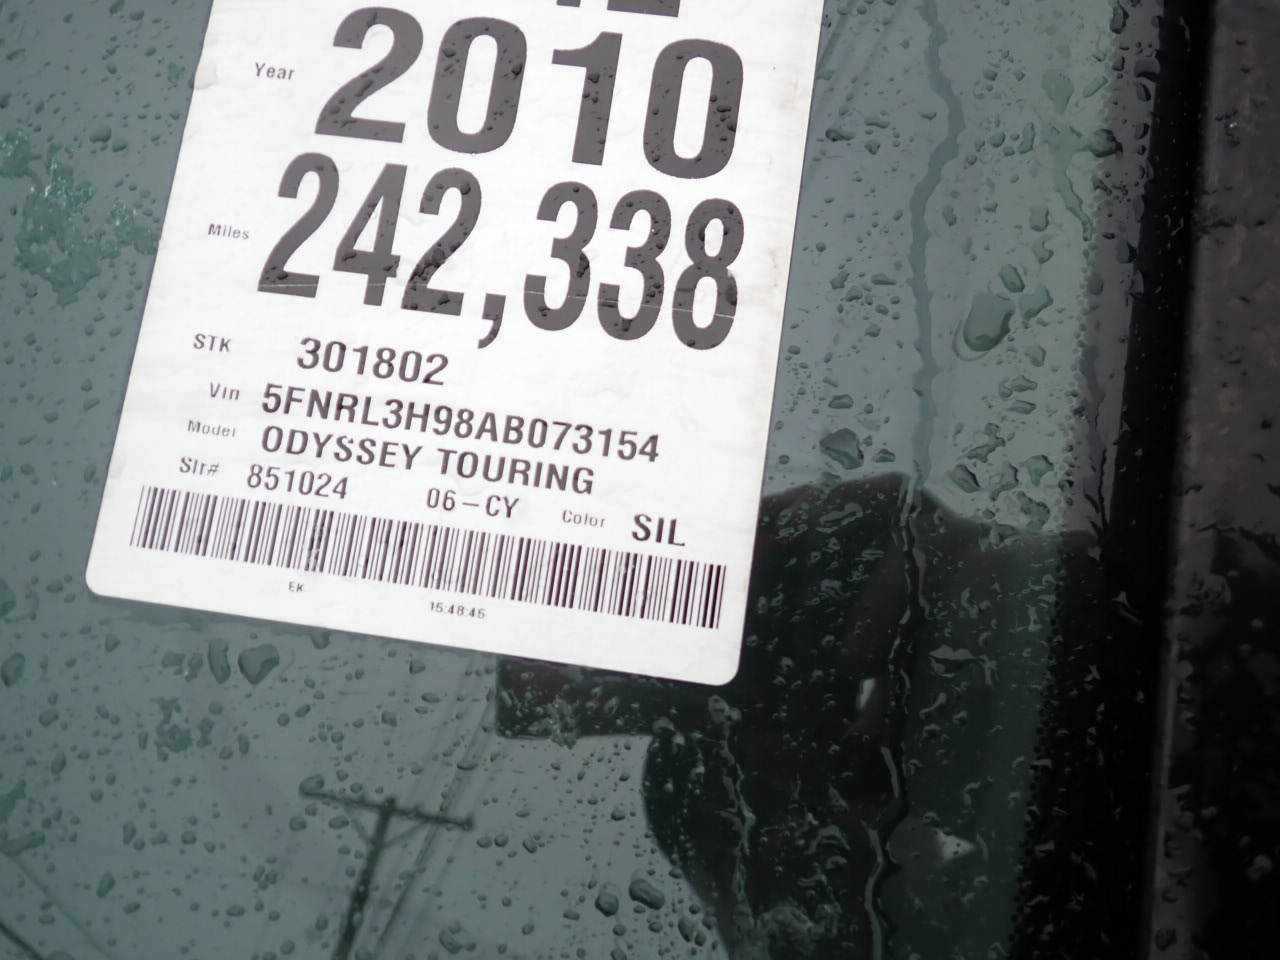 Year 2010
Miles 242,338
STK 301802
Vin 5FNRL3H98AB073154
Model ODYSSEY TOURING
Slr# 851024 06-CY Color SIL
EK 15:48:45